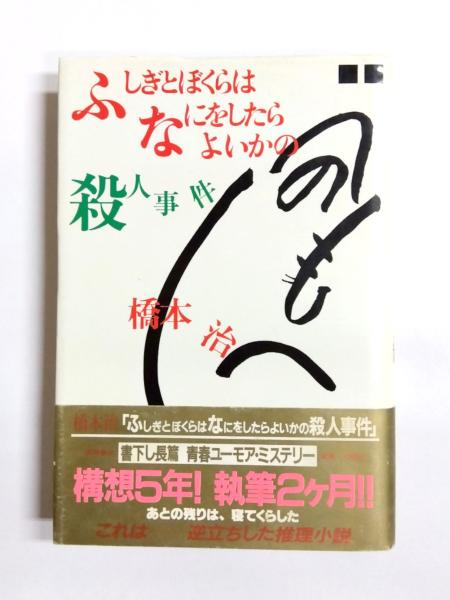 ふしぎとぼくらは
なにをしたら
よいかの
殺人事件
橋本 治
へのもへ
橋本治「ふしぎとぼくらはなにをしたらよいかの殺人事件」
書下し長篇 青春ユーモア・ミステリー
構想5年! 執筆2ヶ月!!
あとの残りは、寝てくらした
これは 逆立ちした推理小説